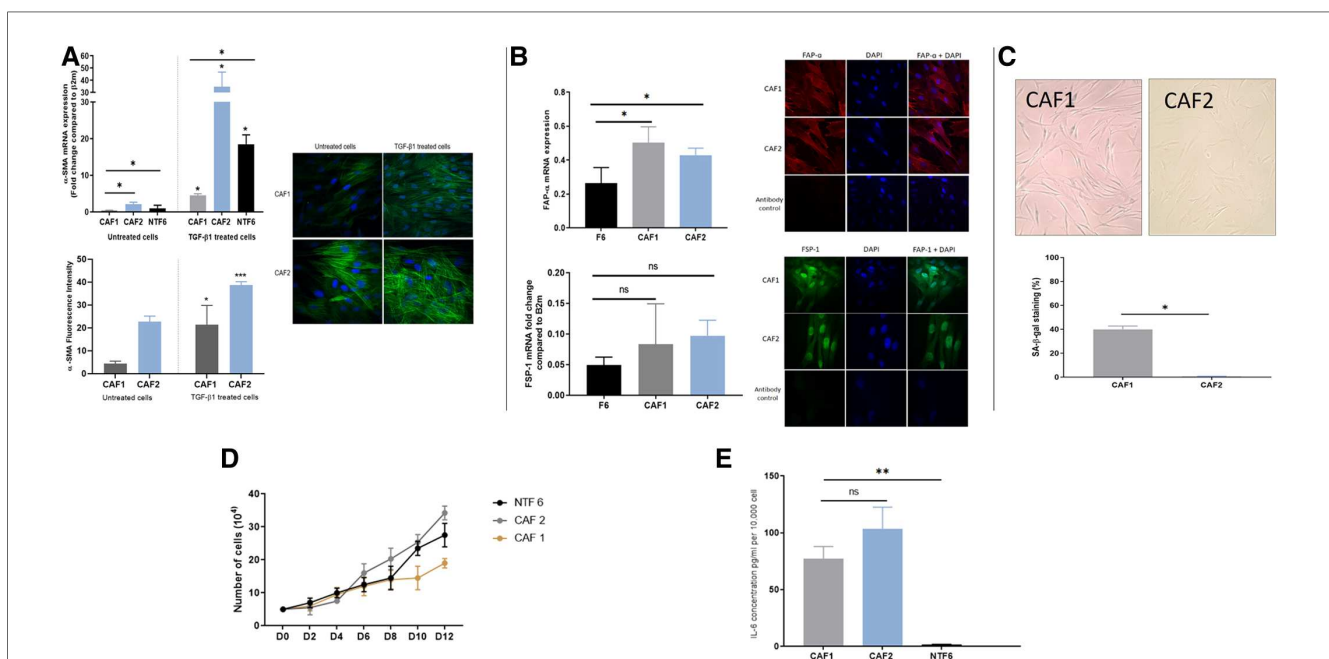 A
α-SMA mRNA expression
(Fold change compared to β2m)
60
50
40
30
20
10
5
0
*
*
*
*
*
*
CAF1 CAF2 NTF6 CAF1 CAF2 NTF6
Untreated cells TGF-β1 treated cells
α-SMA Fluorescence Intensity
50
40
30
20
10
0
*
***
CAF1 CAF2 CAF1 CAF2
Untreated cells TGF-β1 treated cells
Untreated cells TGF-β1 treated cells
CAF1
CAF2
B
FAP-α mRNA expression
0.8
0.6
0.4
0.2
0.0
*
*
F6 CAF1 CAF2
FSP-1 mRNA fold change
compared to B2m
0.20
0.15
0.10
0.05
0.00
ns
ns
F6 CAF1 CAF2
FAP-α DAPI FAP-α + DAPI
CAF1
CAF2
Antibody
control
FSP-1 DAPI FAP-1 + DAPI
CAF1
CAF2
Antibody
control
C
CAF1 CAF2
SA-β-gal staining (%)
80
60
40
20
0
*
CAF1 CAF2
D
Number of cells (10⁴)
40
30
20
10
0
D0 D2 D4 D6 D8 D10 D12
NTF 6
CAF 2
CAF 1
E
IL-6 concentration pg/ml per 10.000 cell
150
100
50
0
**
ns
CAF1 CAF2 NTF6